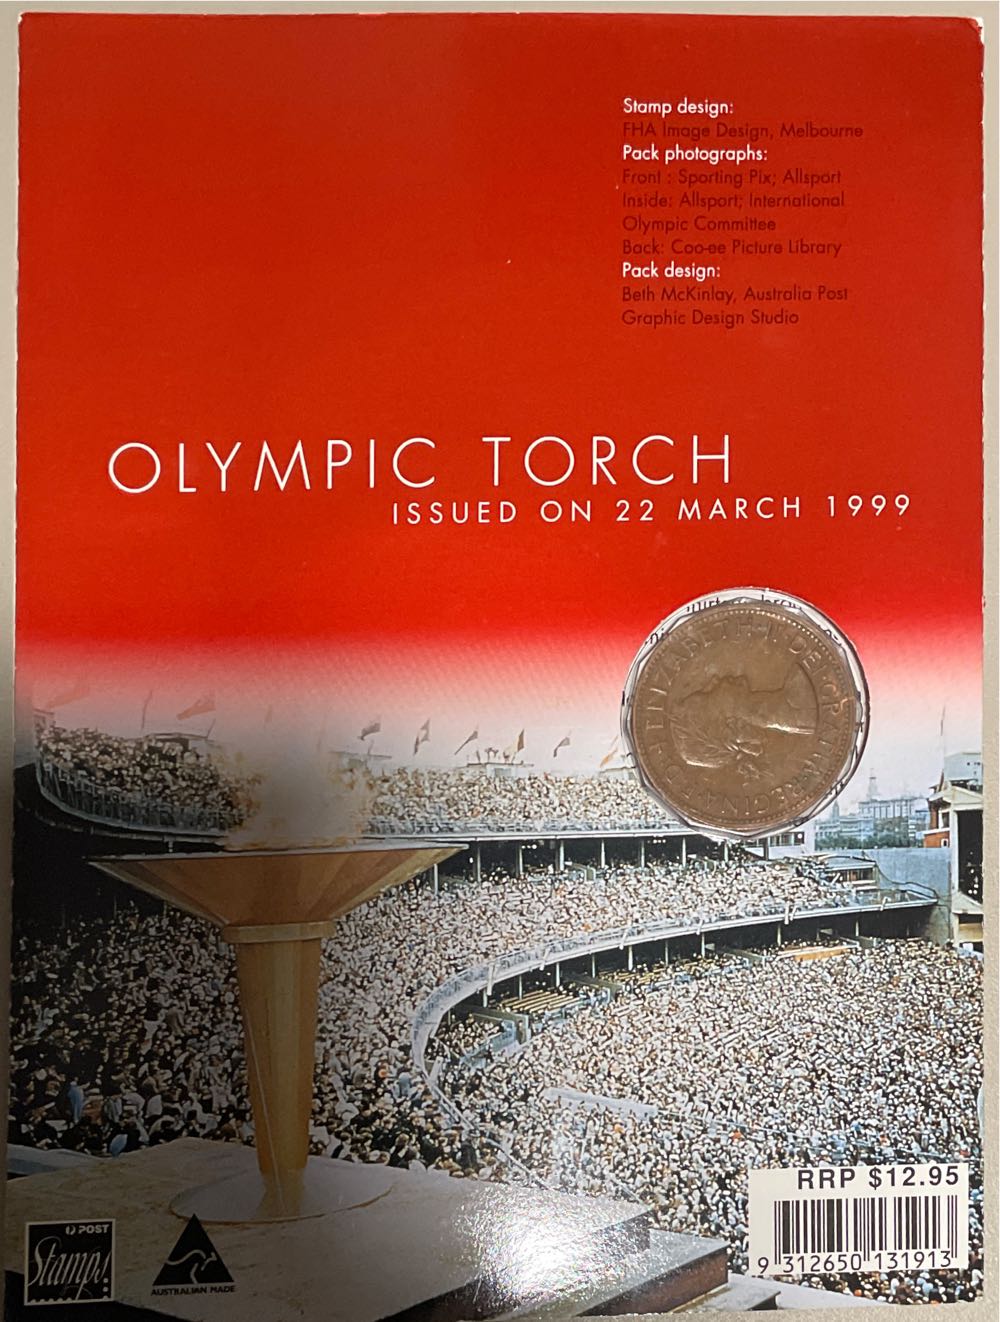 Stamp design:
FHA Image Design, Melbourne
Pack photographs:
Front : Sporting Pix; Allsport
Inside: Allsport; International
Olympic Committee
Back: Coo-ee Picture Library
Pack design:
Beth McKinlay, Australia Post
Graphic Design Studio
OLYMPIC TORCH
ISSUED ON 22 MARCH 1999
ELIZABETH·II·DEI·GRATIA·REGINA
RRP $12.95
9 312650 131913
POST
Stamps!
AUSTRALIAN MADE